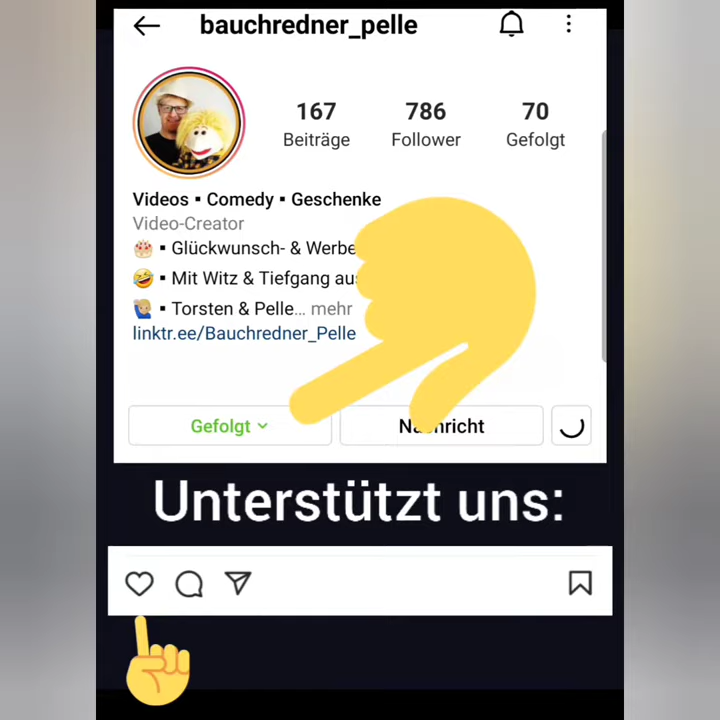 bauchredner_pelle
167 786 70
Beiträge Follower Gefolgt
Videos ▪ Comedy ▪ Geschenke
Video-Creator
🎂 ▪ Glückwunsch- & Werbe
🤣 ▪ Mit Witz & Tiefgang
🙋🏼‍♂️ ▪ Torsten & Pelle... mehr
linktr.ee/Bauchredner_Pelle
Gefolgt Nachricht
Unterstützt uns: